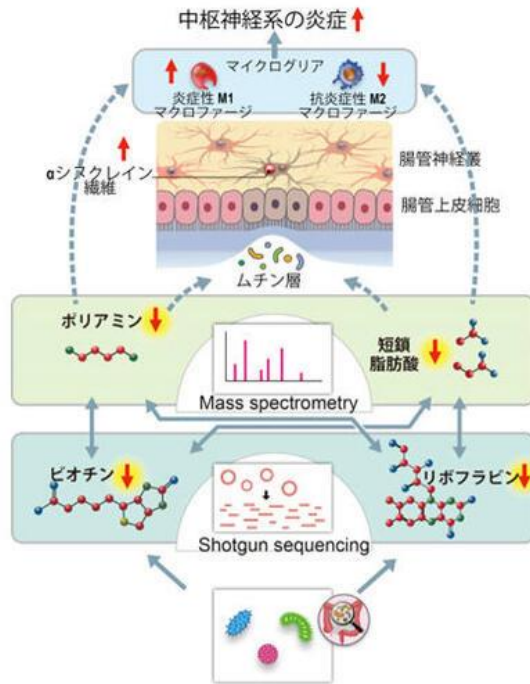 中枢神経系の炎症
マイクログリア
炎症性 M1
マクロファージ
抗炎症性 M2
マクロファージ
αシヌクレイン
繊維
腸管神経叢
腸管上皮細胞
ムチン層
ポリアミン
短鎖
脂肪酸
Mass spectrometry
ビオチン
リボフラビン
Shotgun sequencing